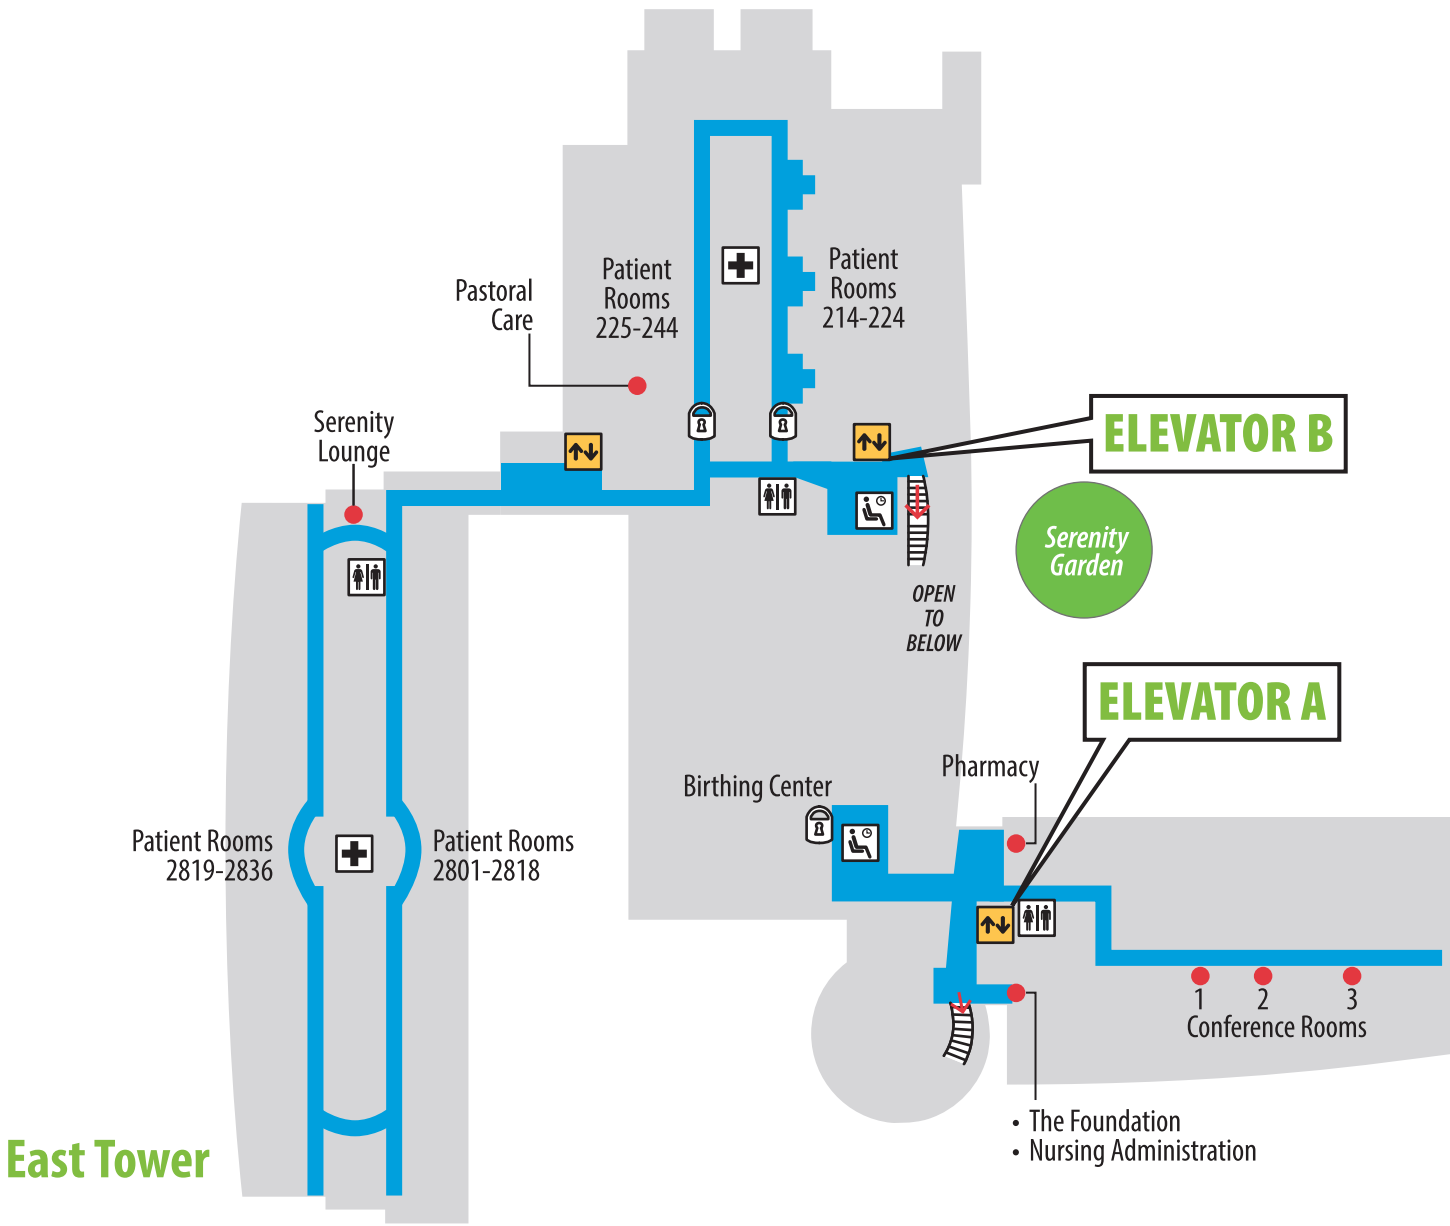 Patient
Rooms
225-244
Patient
Rooms
214-224
Pastoral
Care
Serenity
Lounge
ELEVATOR B
Serenity
Garden
OPEN
TO
BELOW
ELEVATOR A
Pharmacy
Birthing Center
Patient Rooms
2819-2836
Patient Rooms
2801-2818
1 2 3
Conference Rooms
• The Foundation
• Nursing Administration
East Tower